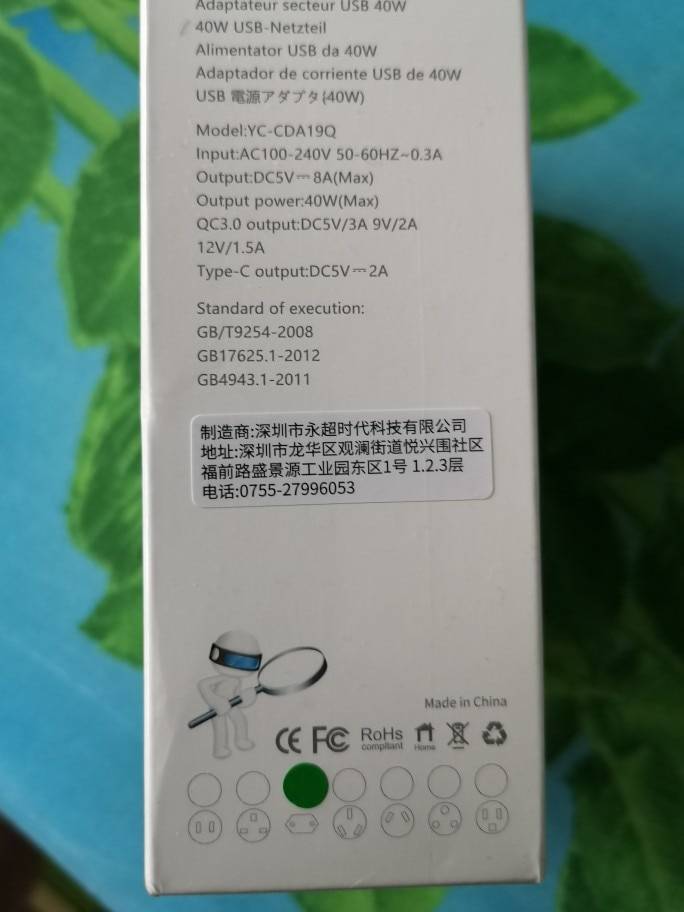 Adaptateur secteur USB 40W
40W USB-Netzteil
Alimentator USB da 40W
Adaptador de corriente USB de 40W
USB 電源アダプタ(40W)
Model:YC-CDA19Q
Input:AC100-240V 50-60HZ~0.3A
Output:DC5V⎓8A(Max)
Output power:40W(Max)
QC3.0 output:DC5V/3A 9V/2A
12V/1.5A
Type-C output:DC5V⎓2A
Standard of execution:
GB/T9254-2008
GB17625.1-2012
GB4943.1-2011
制造商:深圳市永超时代科技有限公司
地址:深圳市龙华区观澜街道悦兴围社区
福前路盛景源工业园东区1号 1.2.3层
电话:0755-27996053
Made in China
CE FC RoHs
compliant Home